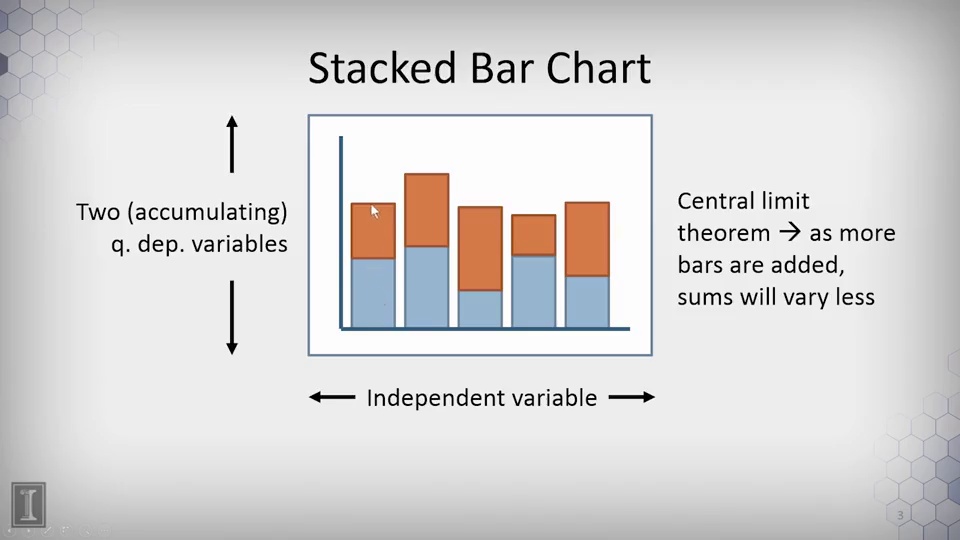 Stacked Bar Chart
Two (accumulating)
q. dep. variables
Central limit
theorem → as more
bars are added,
sums will vary less
Independent variable
I
3